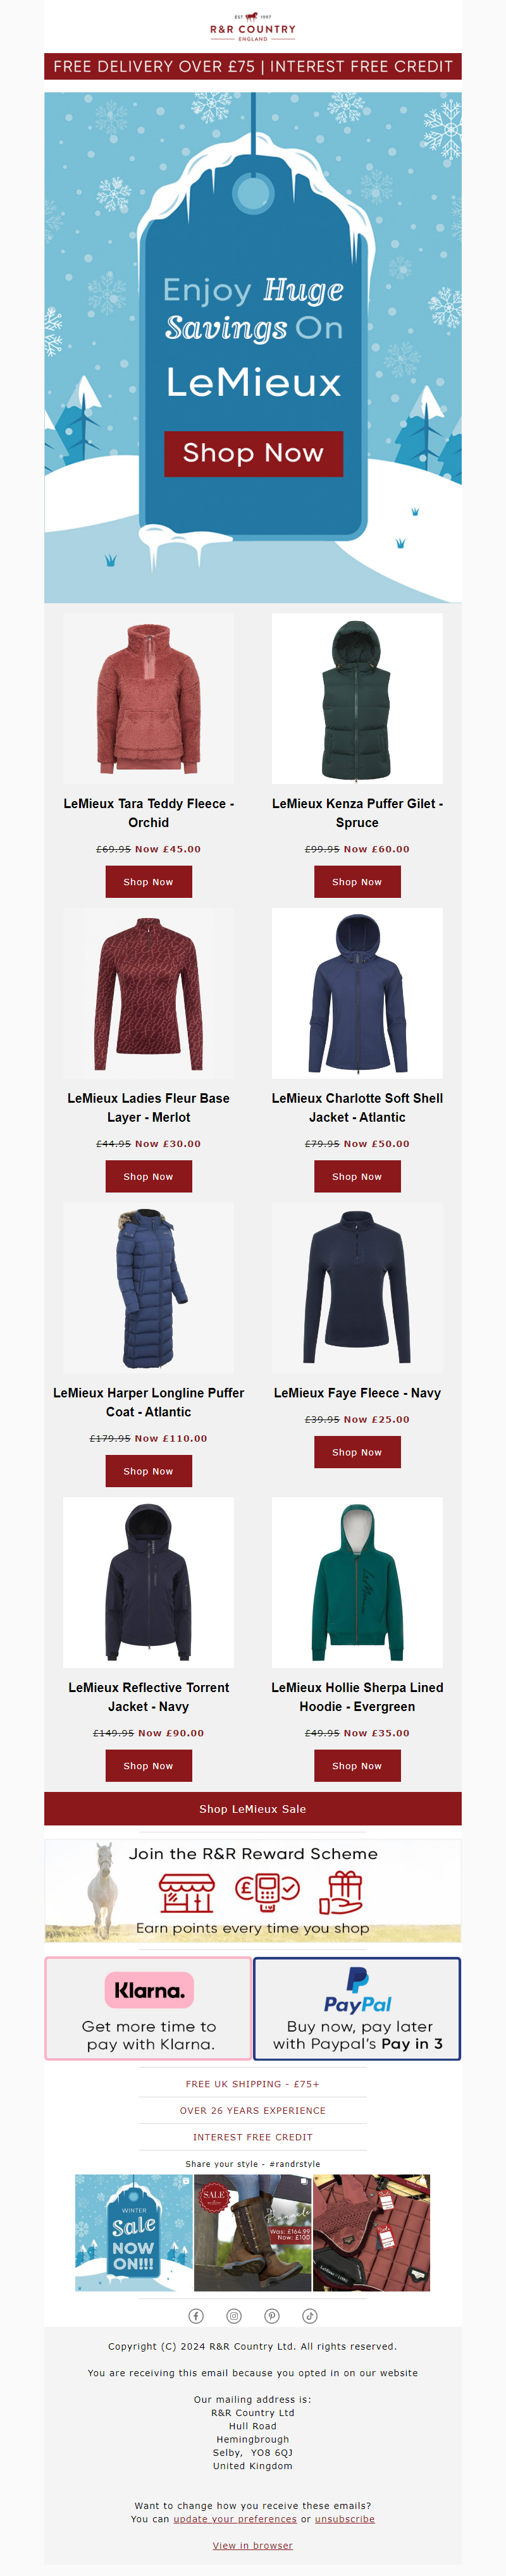 EST 1997
R&R COUNTRY
ENGLAND
FREE DELIVERY OVER £75 | INTEREST FREE CREDIT
Enjoy Huge
Savings On
LeMieux
Shop Now
LeMieux Tara Teddy Fleece -
Orchid
£69.95 Now £45.00
Shop Now
LeMieux Kenza Puffer Gilet -
Spruce
£99.95 Now £60.00
Shop Now
LeMieux Ladies Fleur Base
Layer - Merlot
£44.95 Now £30.00
Shop Now
LeMieux Charlotte Soft Shell
Jacket - Atlantic
£79.95 Now £50.00
Shop Now
LeMieux Harper Longline Puffer
Coat - Atlantic
£179.95 Now £110.00
Shop Now
LeMieux Faye Fleece - Navy
£39.95 Now £25.00
Shop Now
LeMieux Reflective Torrent
Jacket - Navy
£149.95 Now £90.00
Shop Now
LeMieux
LeMieux Hollie Sherpa Lined
Hoodie - Evergreen
£49.95 Now £35.00
Shop Now
Shop LeMieux Sale
Join the R&R Reward Scheme
Earn points every time you shop
Klarna.
Get more time to
pay with Klarna.
PayPal
Buy now, pay later
with Paypal's Pay in 3
FREE UK SHIPPING - £75+
OVER 26 YEARS EXPERIENCE
INTEREST FREE CREDIT
Share your style - #randrstyle
WINTER
Sale
NOW
ON!!!
SALE
Was: £164.99
Now: £100
Copyright (C) 2024 R&R Country Ltd. All rights reserved.
You are receiving this email because you opted in on our website
Our mailing address is:
R&R Country Ltd
Hull Road
Hemingbrough
Selby, YO8 6QJ
United Kingdom
Want to change how you receive these emails?
You can update your preferences or unsubscribe
View in browser